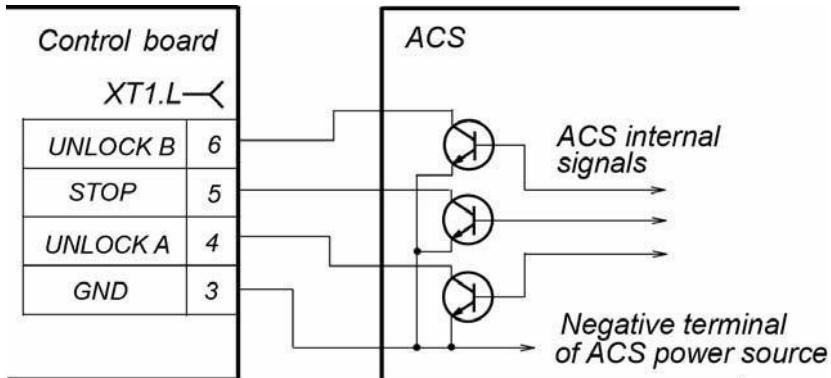 Control board
ACS
XT1.L
UNLOCK B 6
STOP 5
UNLOCK A 4
GND 3
ACS internal
signals
Negative terminal
of ACS power source